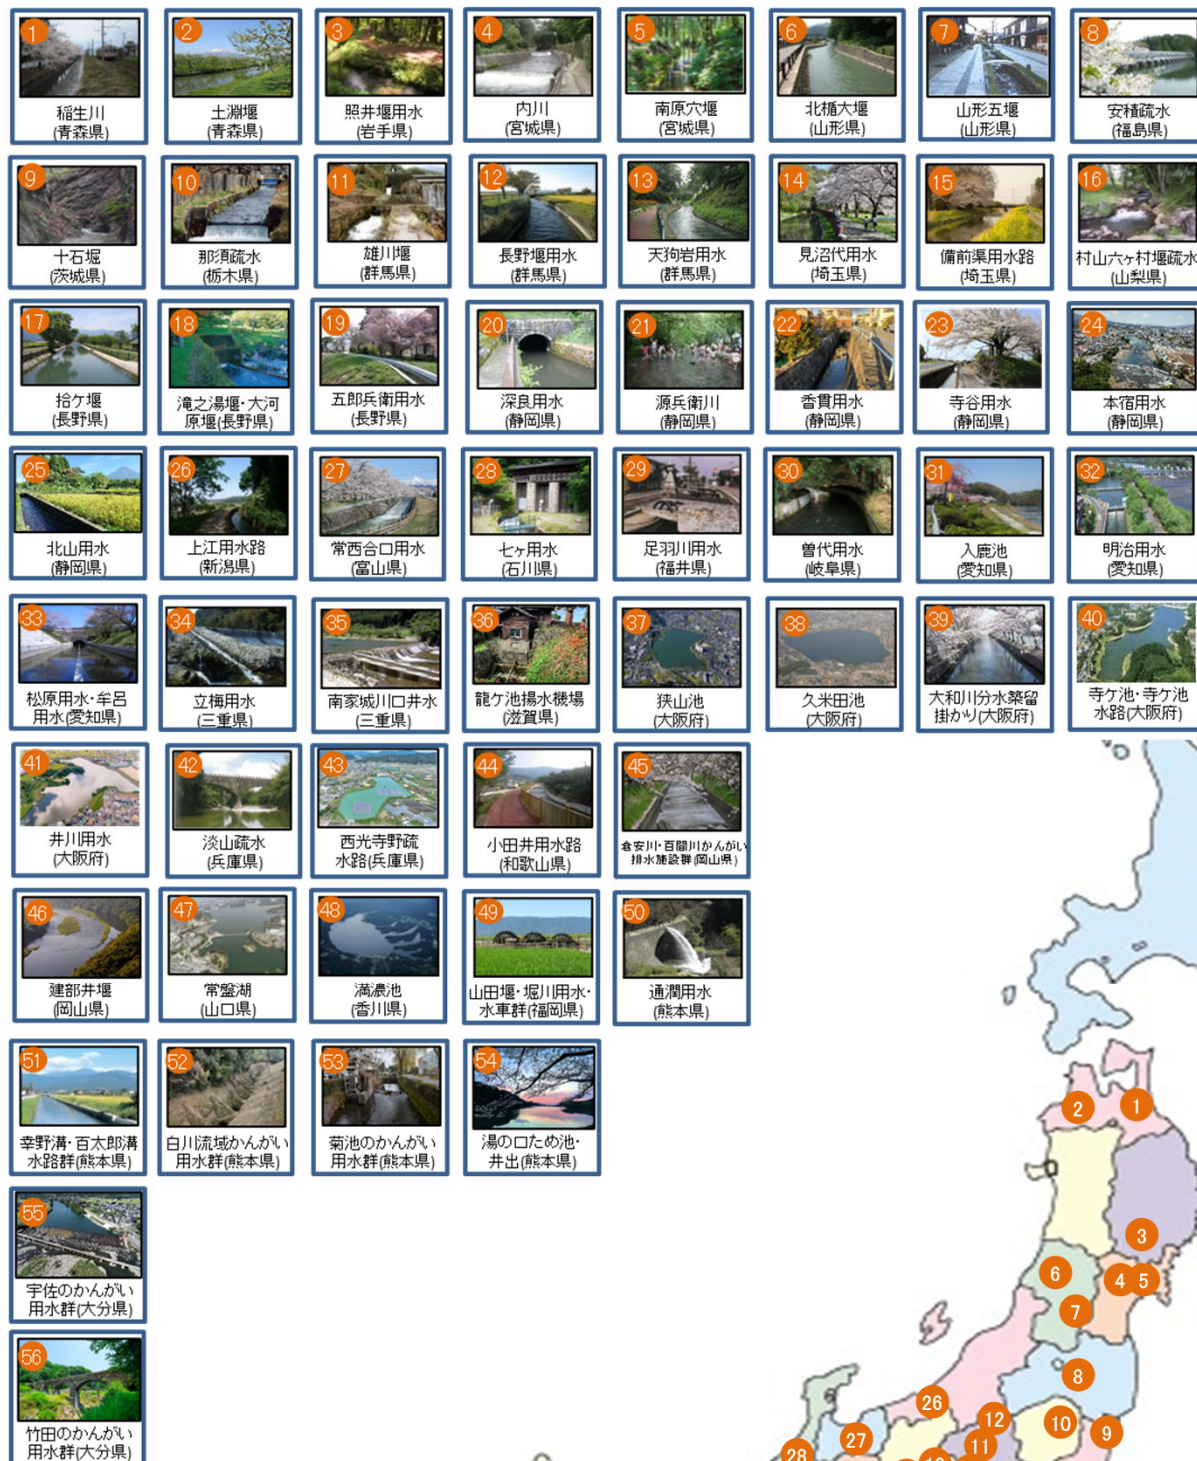 1
稲生川
(青森県)
2
土淵堰
(青森県)
3
照井堰用水
(岩手県)
4
内川
(宮城県)
5
南原穴堰
(宮城県)
6
北楯大堰
(山形県)
7
山形五堰
(山形県)
8
安積疏水
(福島県)
9
十石堀
(茨城県)
10
那須疏水
(栃木県)
11
雄川堰
(群馬県)
12
長野堰用水
(群馬県)
13
天狗岩用水
(群馬県)
14
見沼代用水
(埼玉県)
15
備前渠用水路
(埼玉県)
16
村山六ヶ村堰疏水
(山梨県)
17
拾ケ堰
(長野県)
18
滝之湯堰・大河
原堰(長野県)
19
五郎兵衛用水
(長野県)
20
深良用水
(静岡県)
21
源兵衛川
(静岡県)
22
香貫用水
(静岡県)
23
寺谷用水
(静岡県)
24
本宿用水
(静岡県)
25
北山用水
(静岡県)
26
上江用水路
(新潟県)
27
常西合口用水
(富山県)
28
七ヶ用水
(石川県)
29
足羽川用水
(福井県)
30
曽代用水
(岐阜県)
31
入鹿池
(愛知県)
32
明治用水
(愛知県)
33
松原用水・牟呂
用水(愛知県)
34
立梅用水
(三重県)
35
南家城川口井水
(三重県)
36
龍ケ池揚水機場
(滋賀県)
37
狭山池
(大阪府)
38
久米田池
(大阪府)
39
大和川分水築留
掛かり(大阪府)
40
寺ケ池・寺ケ池
水路(大阪府)
41
井川用水
(大阪府)
42
淡山疏水
(兵庫県)
43
西光寺野疏
水路(兵庫県)
44
小田井用水路
(和歌山県)
45
倉安川・百間川かんがい
排水施設群(岡山県)
46
建部井堰
(岡山県)
47
常盤湖
(山口県)
48
満濃池
(香川県)
49
山田堰・堀川用水・
水車群(福岡県)
50
通潤用水
(熊本県)
51
幸野溝・百太郎溝
水路群(熊本県)
52
白川流域かんがい
用水群(熊本県)
53
菊池のかんがい
用水群(熊本県)
54
湯の口ため池・
井出(熊本県)
55
宇佐のかんがい
用水群(大分県)
56
竹田のかんがい
用水群(大分県)
2
1
3
6
4
5
7
8
26
12
10
9
27
11
28